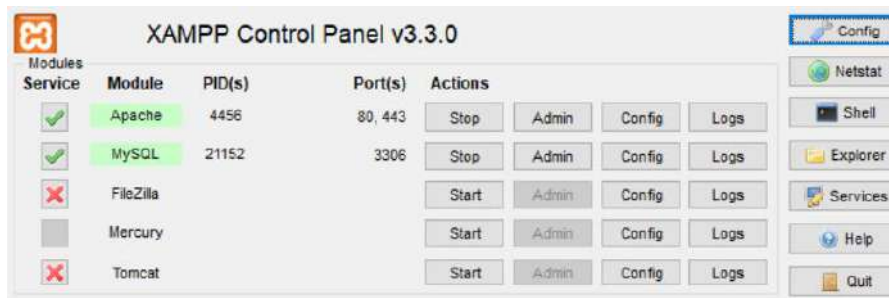 XAMPP Control Panel v3.3.0
Config
Modules
Netstat
Service Module PID(s) Port(s) Actions
Apache 4456 80, 443 Stop Admin Config Logs
Shell
MySQL 21152 3306 Stop Admin Config Logs
Explorer
FileZilla Start Admin Config Logs
Services
Mercury Start Admin Config Logs
Help
Tomcat Start Admin Config Logs
Quit